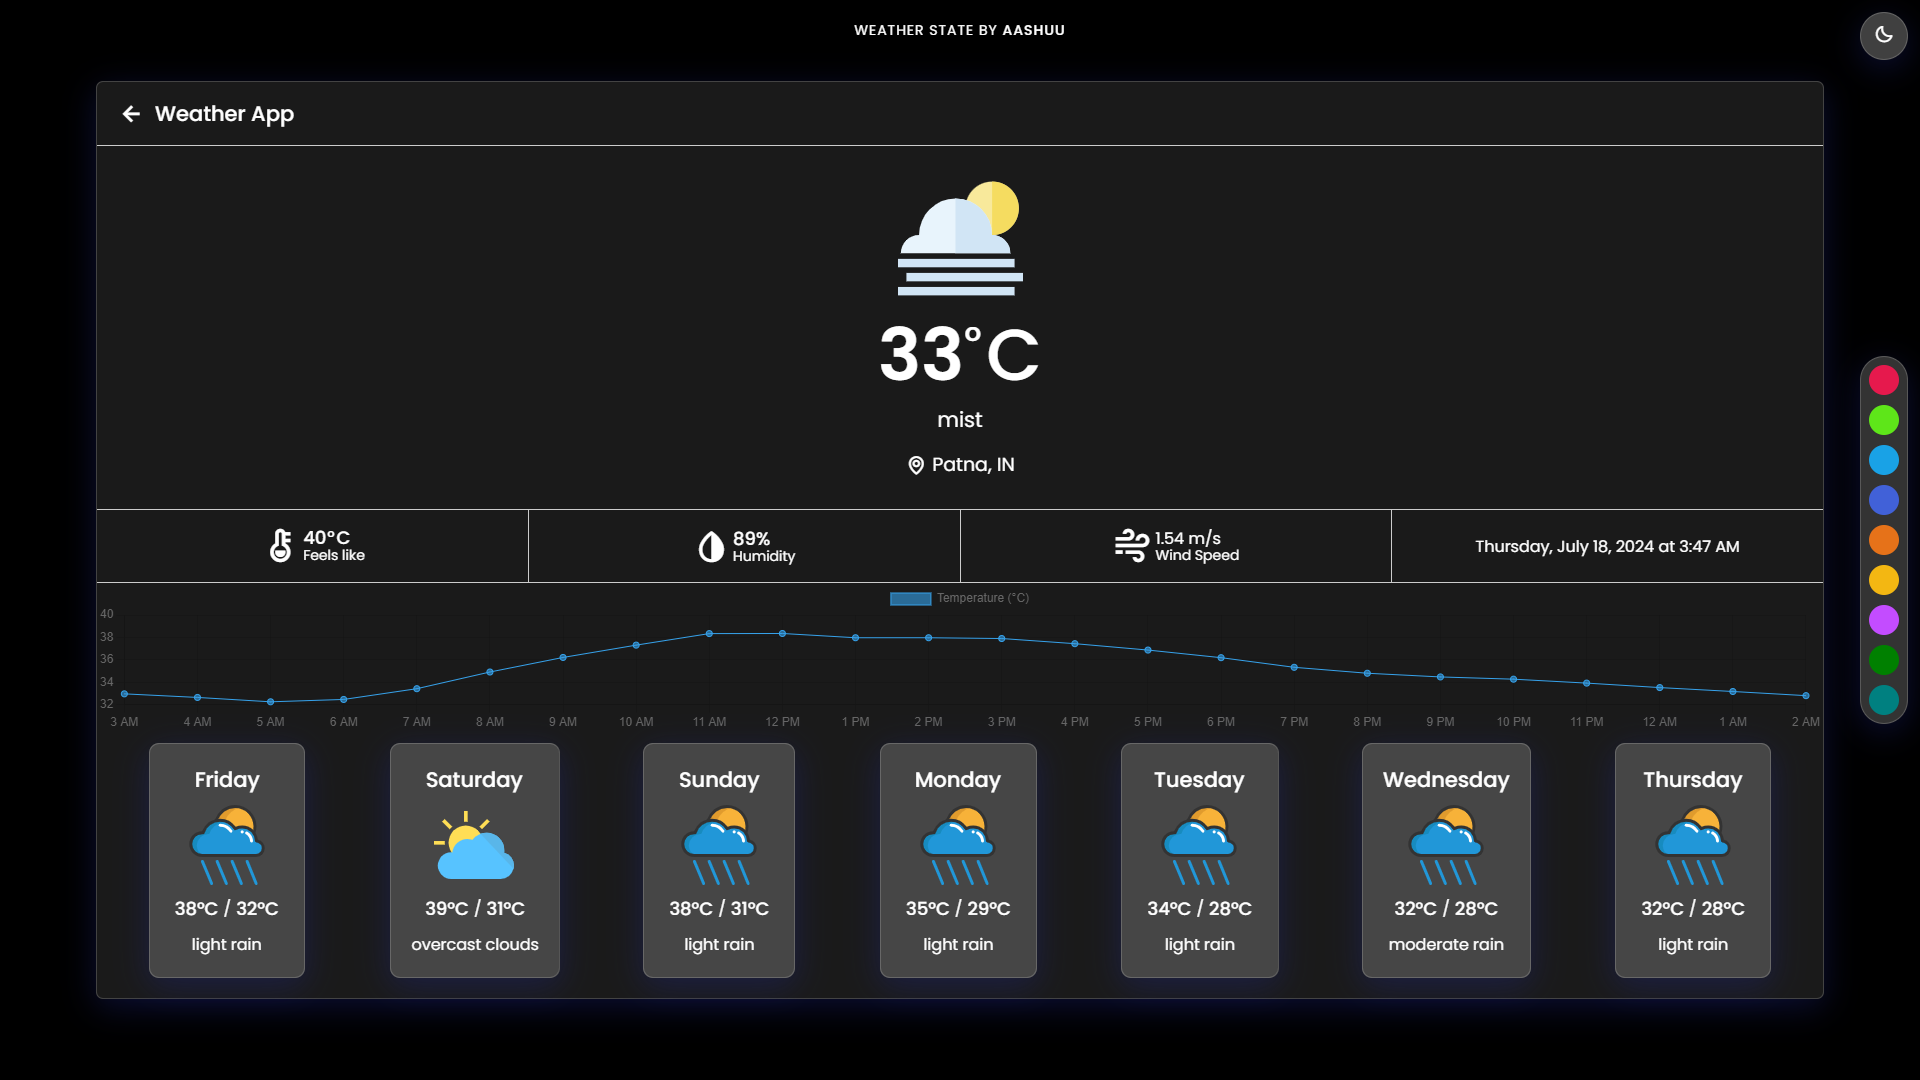 WEATHER STATE BY AASHUU
Weather App
33°C
mist
Patna, IN
40°C
Feels like
89%
Humidity
1.54 m/s
Wind Speed
Thursday, July 18, 2024 at 3:47 AM
Temperature (°C)
40
38
36
34
32
3 AM 4 AM 5 AM 6 AM 7 AM 8 AM 9 AM 10 AM 11 AM 12 PM 1 PM 2 PM 3 PM 4 PM 5 PM 6 PM 7 PM 8 PM 9 PM 10 PM 11 PM 12 AM 1 AM 2 AM
Friday
38°C / 32°C
light rain
Saturday
39°C / 31°C
overcast clouds
Sunday
38°C / 31°C
light rain
Monday
35°C / 29°C
light rain
Tuesday
34°C / 28°C
light rain
Wednesday
32°C / 28°C
moderate rain
Thursday
32°C / 28°C
light rain